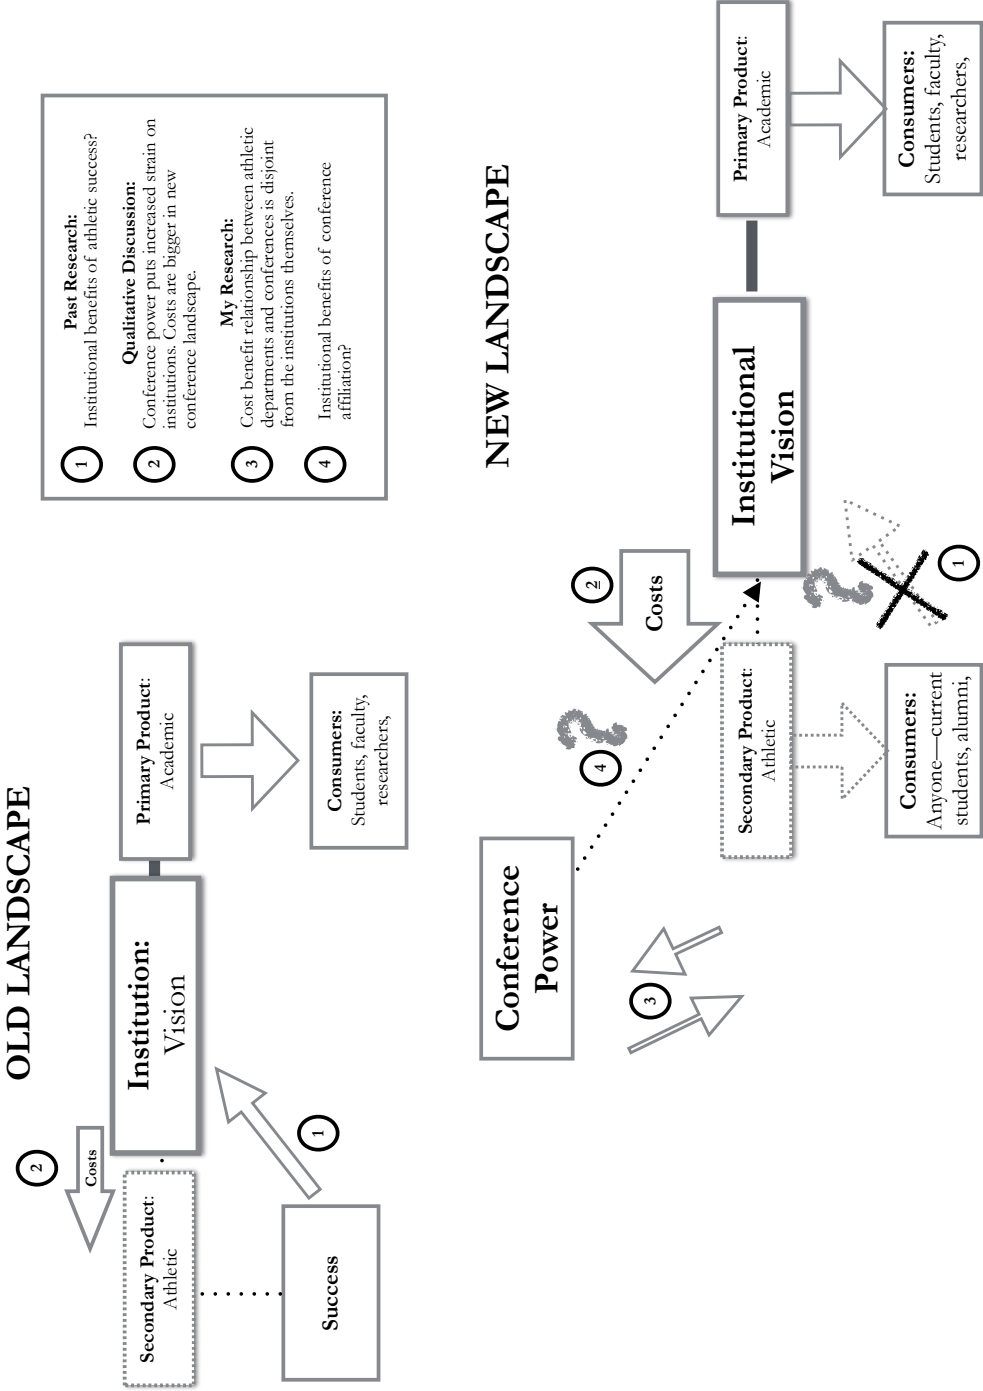 OLD LANDSCAPE
2
Costs
Secondary Product:
Athletic
Institution:
Vision
Primary Product:
Academic
Success
1
Consumers:
Students, faculty,
researchers,
Past Research:
1
Institutional benefits of athletic success?
Qualitative Discussion:
2
Conference power puts increased strain on
institutions. Costs are bigger in new
conference landscape.
My Research:
3
Cost benefit relationship between athletic
departments and conferences is disjoint
from the institutions themselves.
4
Institutional benefits of conference
affiliation?
NEW LANDSCAPE
Conference
Power
3
4
?
2
Costs
Secondary Product:
Athletic
Institutional
Vision
Primary Product:
Academic
?
1
Consumers:
Anyone—current
students, alumni,
Consumers:
Students, faculty,
researchers,